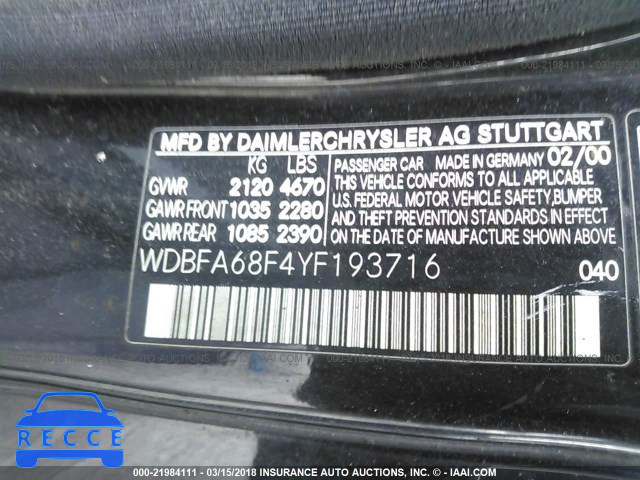 MFD BY DAIMLERCHRYSLER AG STUTTGART
KG LBS
GVWR 2120 4670
GAWR FRONT 1035 2280
GAWR REAR 1085 2390
PASSENGER CAR MADE IN GERMANY 02/00
THIS VEHICLE CONFORMS TO ALL APPLICABLE
U.S. FEDERAL MOTOR VEHICLE SAFETY, BUMPER
AND THEFT PREVENTION STANDARDS IN EFFECT
ON THE DATE OF MANUFACTURE SHOWN ABOVE.
WDBFA68F4YF193716 040
000-21984111 - 03/15/2018 INSURANCE AUTO AUCTIONS, INC. - © IAAI.COM